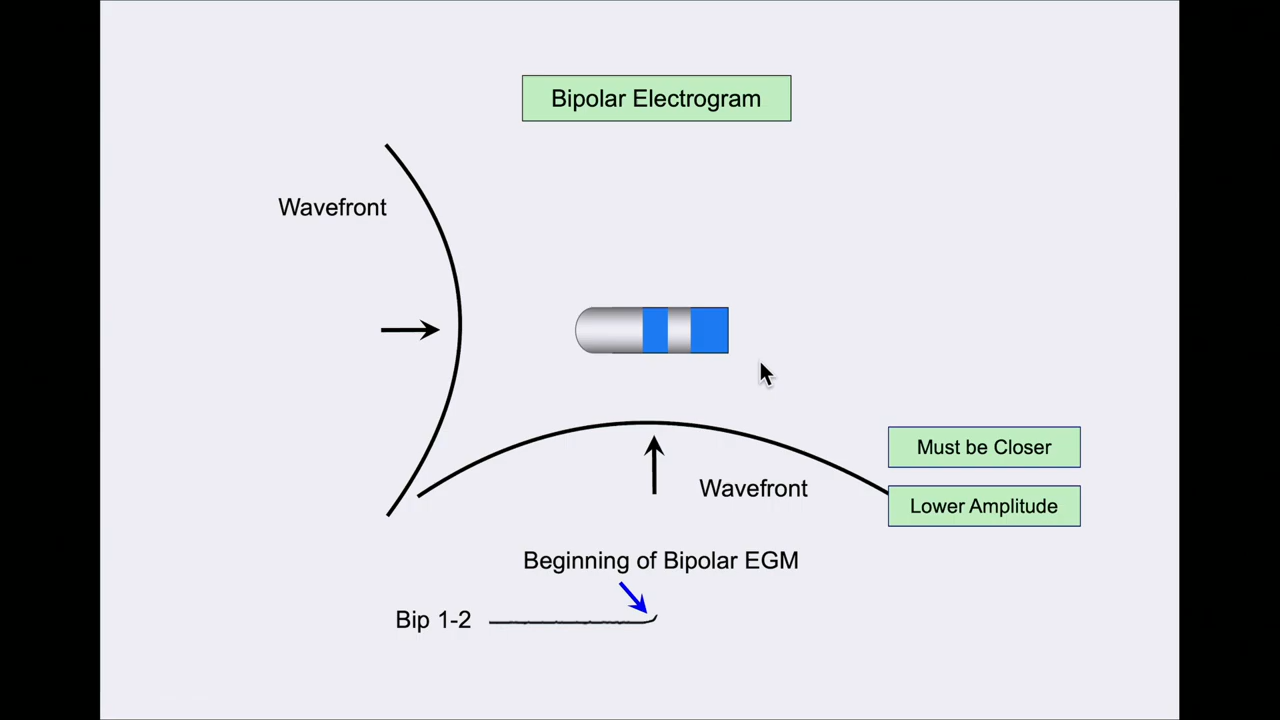 Bipolar Electrogram
Wavefront
Must be Closer
Wavefront
Lower Amplitude
Beginning of Bipolar EGM
Bip 1-2